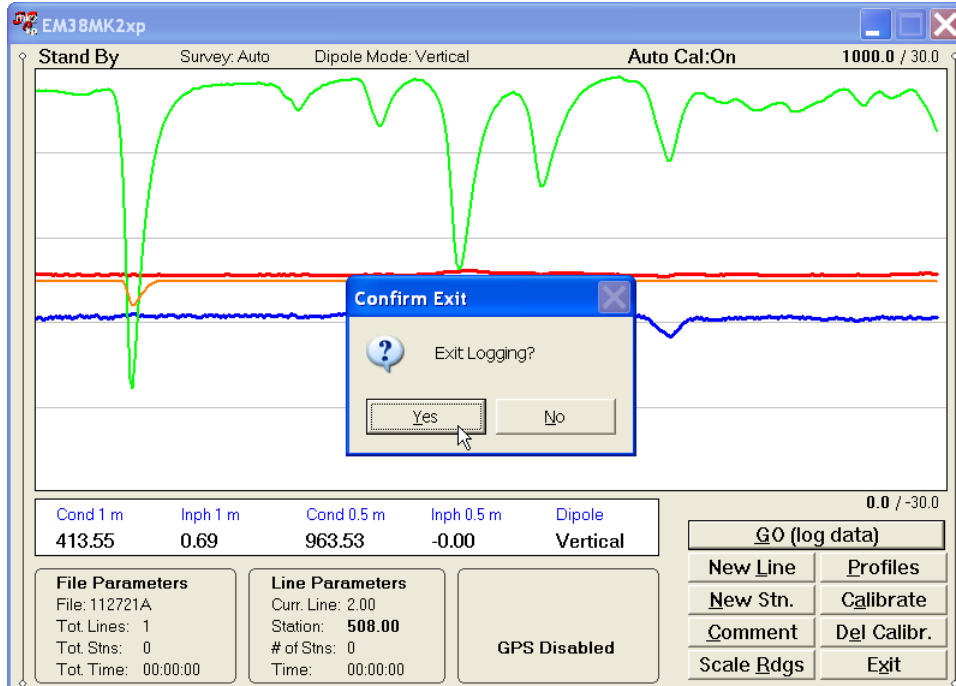 EM38MK2xp
Stand By Survey: Auto Dipole Mode: Vertical Auto Cal:On 1000.0 / 30.0
Confirm Exit
Exit Logging?
Yes No
0.0 / -30.0
Cond 1 m Inph 1 m Cond 0.5 m Inph 0.5 m Dipole
413.55 0.69 963.53 -0.00 Vertical
GO (log data)
New Line Profiles
New Stn. Calibrate
Comment Del Calibr.
Scale Rdgs Exit
File Parameters
File: 112721A
Tot. Lines: 1
Tot. Stns: 0
Tot. Time: 00:00:00
Line Parameters
Curr. Line: 2.00
Station: 508.00
# of Stns: 0
Time: 00:00:00
GPS Disabled